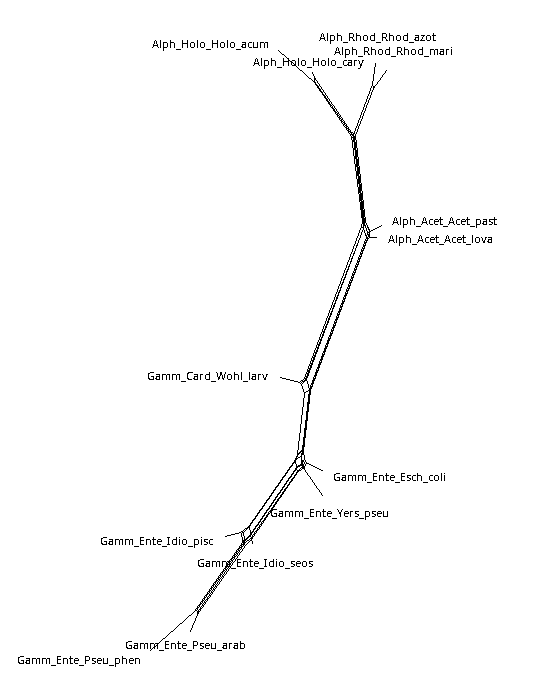 Alph_Rhod_Rhod_azot
Alph_Holo_Holo_acum
Alph_Rhod_Rhod_mari
Alph_Holo_Holo_cary
Alph_Acet_Acet_past
Alph_Acet_Acet_lova
Gamm_Card_Wohl_larv
Gamm_Ente_Esch_coli
Gamm_Ente_Yers_pseu
Gamm_Ente_Idio_pisc
Gamm_Ente_Idio_seos
Gamm_Ente_Pseu_arab
Gamm_Ente_Pseu_phen